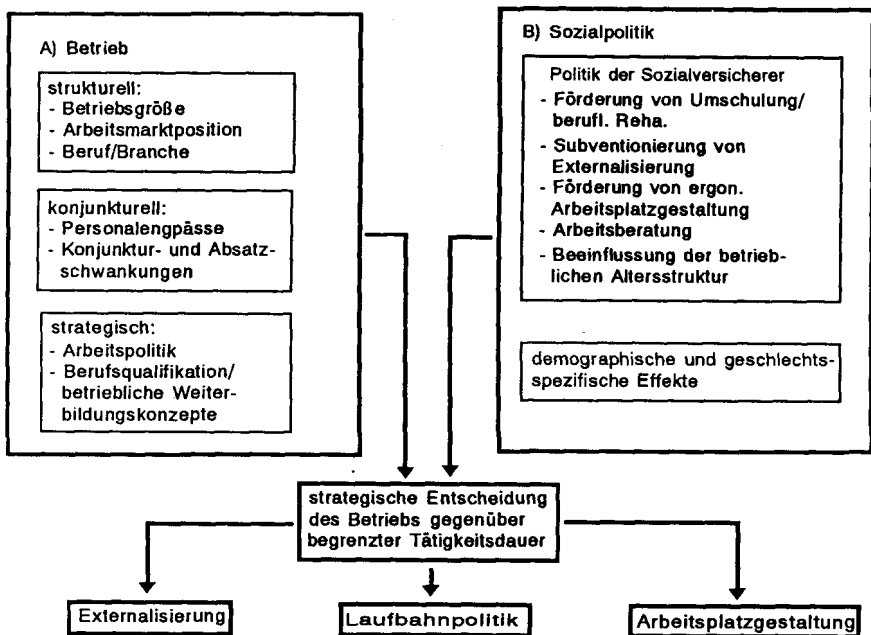 A) Betrieb
strukturell:
- Betriebsgröße
- Arbeitsmarktposition
- Beruf/Branche
konjunkturell:
- Personalengpässe
- Konjunktur- und Absatz-
schwankungen
strategisch:
- Arbeitspolitik
- Berufsqualifikation/
betriebliche Weiter-
bildungskonzepte
B) Sozialpolitik
Politik der Sozialversicherer
- Förderung von Umschulung/
berufl. Reha.
- Subventionierung von
Externalisierung
- Förderung von ergon.
Arbeitsplatzgestaltung
- Arbeitsberatung
- Beeinflussung der betrieb-
lichen Altersstruktur
demographische und geschlechts-
spezifische Effekte
strategische Entscheidung
des Betriebs gegenüber
begrenzter Tätigkeitsdauer
Externalisierung
Laufbahnpolitik
Arbeitsplatzgestaltung